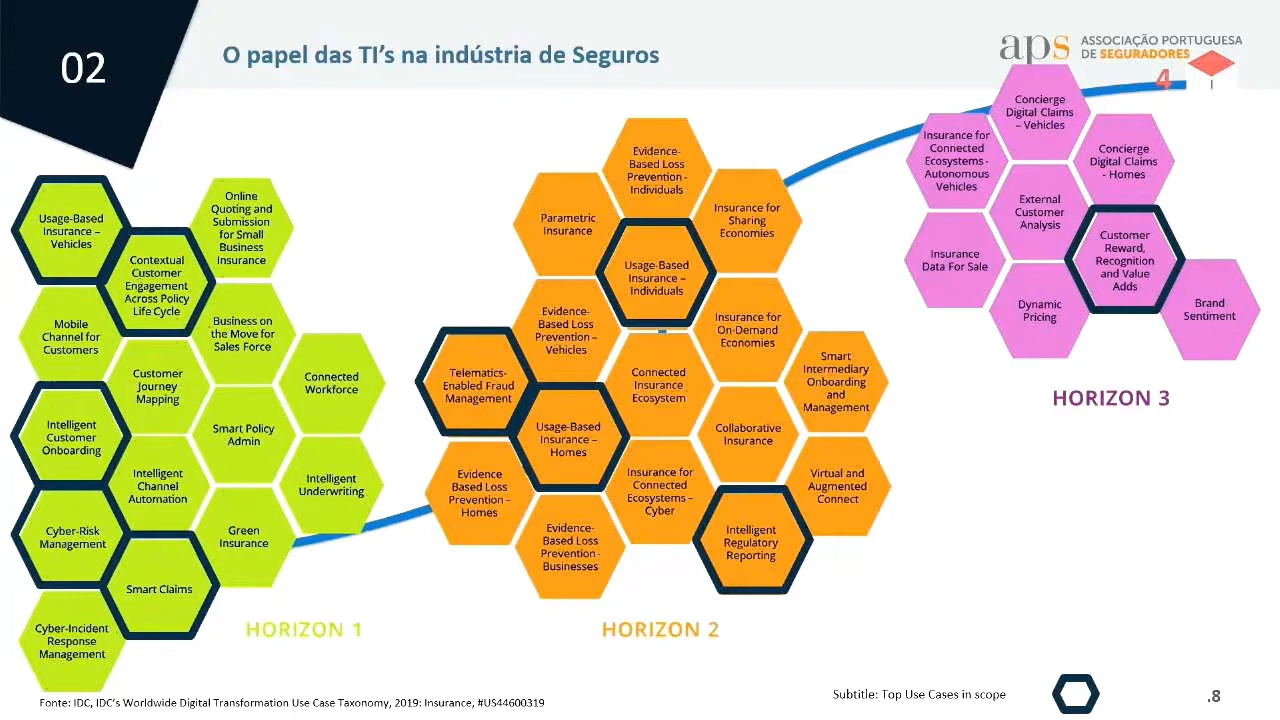 02
O papel das TI's na indústria de Seguros
aps
ASSOCIAÇÃO PORTUGUESA
DE SEGURADORES
4
Usage-Based
Insurance –
Vehicles
Contextual
Customer
Engagement
Across Policy
Life Cycle
Online
Quoting and
Submission
for Small
Business
Insurance
Mobile
Channel for
Customers
Business on
the Move for
Sales Force
Customer
Journey
Mapping
Connected
Workforce
Intelligent
Customer
Onboarding
Smart Policy
Admin
Intelligent
Channel
Automation
Intelligent
Underwriting
Cyber-Risk
Management
Green
Insurance
Smart Claims
Cyber-Incident
Response
Management
HORIZON 1
Evidence-
Based Loss
Prevention -
Individuals
Parametric
Insurance
Insurance for
Sharing
Economies
Usage-Based
Insurance –
Individuals
Evidence-
Based Loss
Prevention –
Vehicles
Insurance for
On-Demand
Economies
Telematics-
Enabled Fraud
Management
Connected
Insurance
Ecosystem
Smart
Intermediary
Onboarding
and
Management
Usage-Based
Insurance –
Homes
Collaborative
Insurance
Evidence
Based Loss
Prevention –
Homes
Insurance for
Connected
Ecosystems –
Cyber
Virtual and
Augmented
Connect
Evidence-
Based Loss
Prevention -
Businesses
Intelligent
Regulatory
Reporting
HORIZON 2
Concierge
Digital Claims
– Vehicles
Insurance for
Connected
Ecosystems -
Autonomous
Vehicles
Concierge
Digital Claims
- Homes
External
Customer
Analysis
Insurance
Data For Sale
Customer
Reward,
Recognition
and Value
Adds
Dynamic
Pricing
Brand
Sentiment
HORIZON 3
Fonte: IDC, IDC's Worldwide Digital Transformation Use Case Taxonomy, 2019: Insurance, #US44600319
Subtitle: Top Use Cases in scope
.8